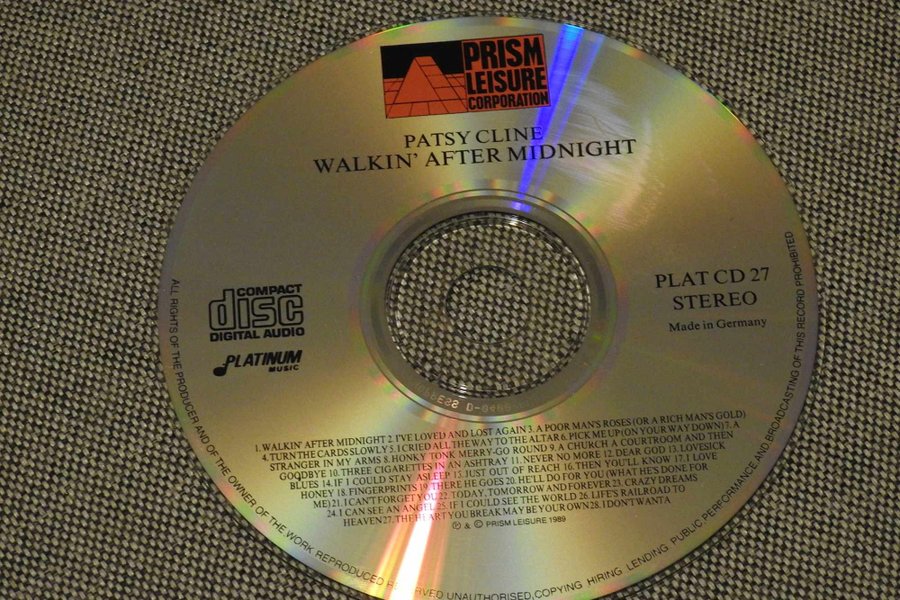 PRISM
LEISURE
CORPORATION
PATSY CLINE
WALKIN' AFTER MIDNIGHT
COMPACT
disc
DIGITAL AUDIO
PLATINUM
MUSIC
PLAT CD 27
STEREO
Made in Germany
1. WALKIN' AFTER MIDNIGHT 2. I'VE LOVED AND LOST AGAIN 3. A POOR MAN'S ROSES (OR A RICH MAN'S GOLD)
4. TURN THE CARDS SLOWLY 5. I CRIED ALL THE WAY TO THE ALTAR 6. PICK ME UP (ON YOUR WAY DOWN) 7. A
STRANGER IN MY ARMS 8. HONKY TONK MERRY-GO ROUND 9. A CHURCH A COURTROOM AND THEN
GOODBYE 10. THREE CIGARETTES IN AN ASHTRAY 11. NEVER NO MORE 12. DEAR GOD 13. LOVESICK
BLUES 14. IF I COULD STAY ASLEEP 15. JUST OUT OF REACH 16. THEN YOU'LL KNOW 17. I LOVE
HONEY 18. FINGERPRINTS 19. THERE HE GOES 20. HE'LL DO FOR YOU (WHAT HE'S DONE FOR
ME) 21. I CAN'T FORGET YOU 22. TODAY, TOMORROW AND FOREVER 23. CRAZY DREAMS
24. I CAN SEE AN ANGEL 25. IF I COULD SEE THE WORLD 26. LIFE'S RAILROAD TO
HEAVEN 27. THE HEART YOU BREAK MAY BE YOUR OWN 28. I DON'T WANTA
℗ & © PRISM LEISURE 1989
ALL RIGHTS OF THE PRODUCER AND OF THE OWNER OF THE WORK REPRODUCED RESERVED UNAUTHORISED, COPYING HIRING LENDING PUBLIC PERFORMANCE AND BROADCASTING OF THIS RECORD PROHIBITED